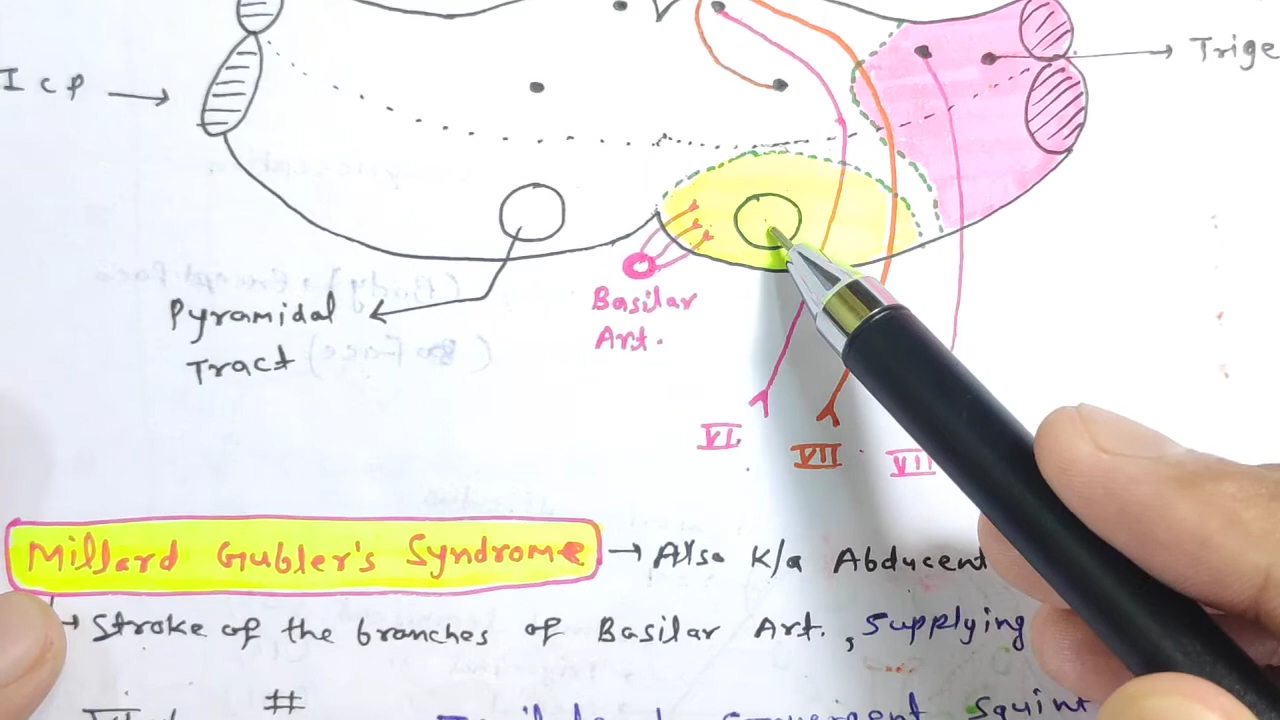 ICP
Trige
Pyramidal
Tract
Basilar
Art.
VI
VII
Millard Gubler's Syndrome → Also K/a Abducent
→ Stroke of the branches of Basilar Art., Supplying
Convergent Squint